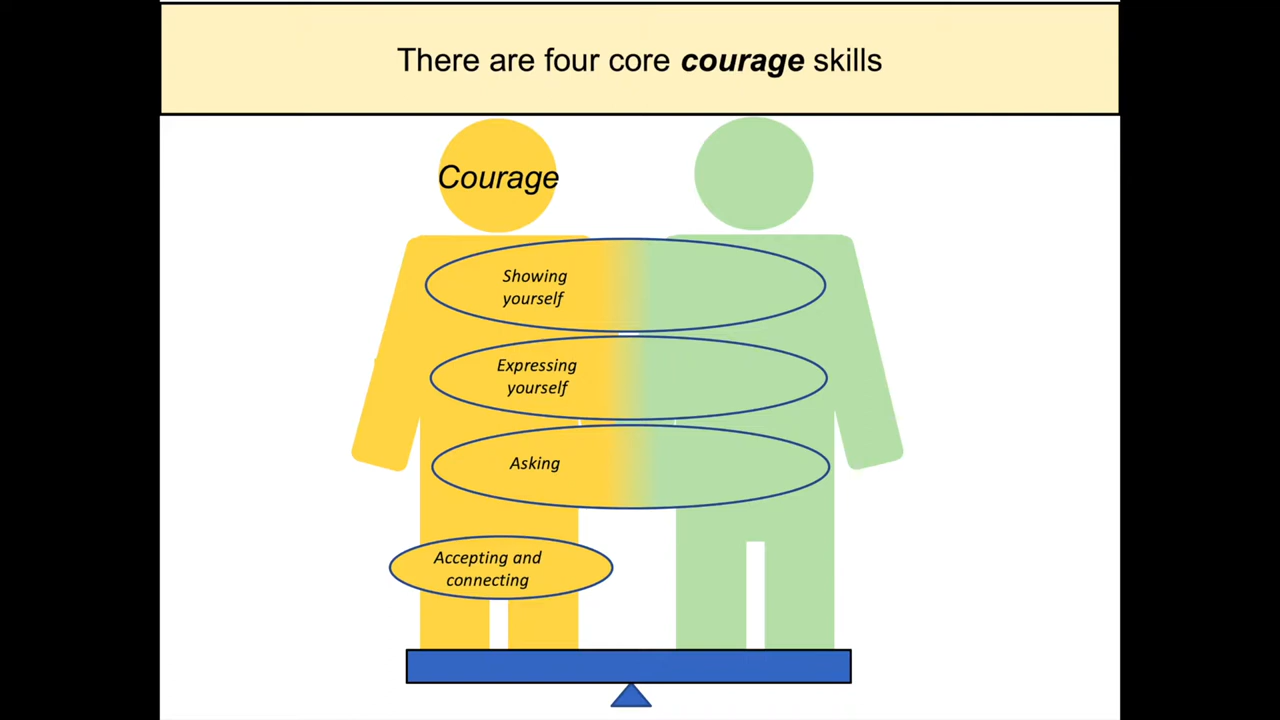 There are four core courage skills
Courage
Showing
yourself
Expressing
yourself
Asking
Accepting and
connecting